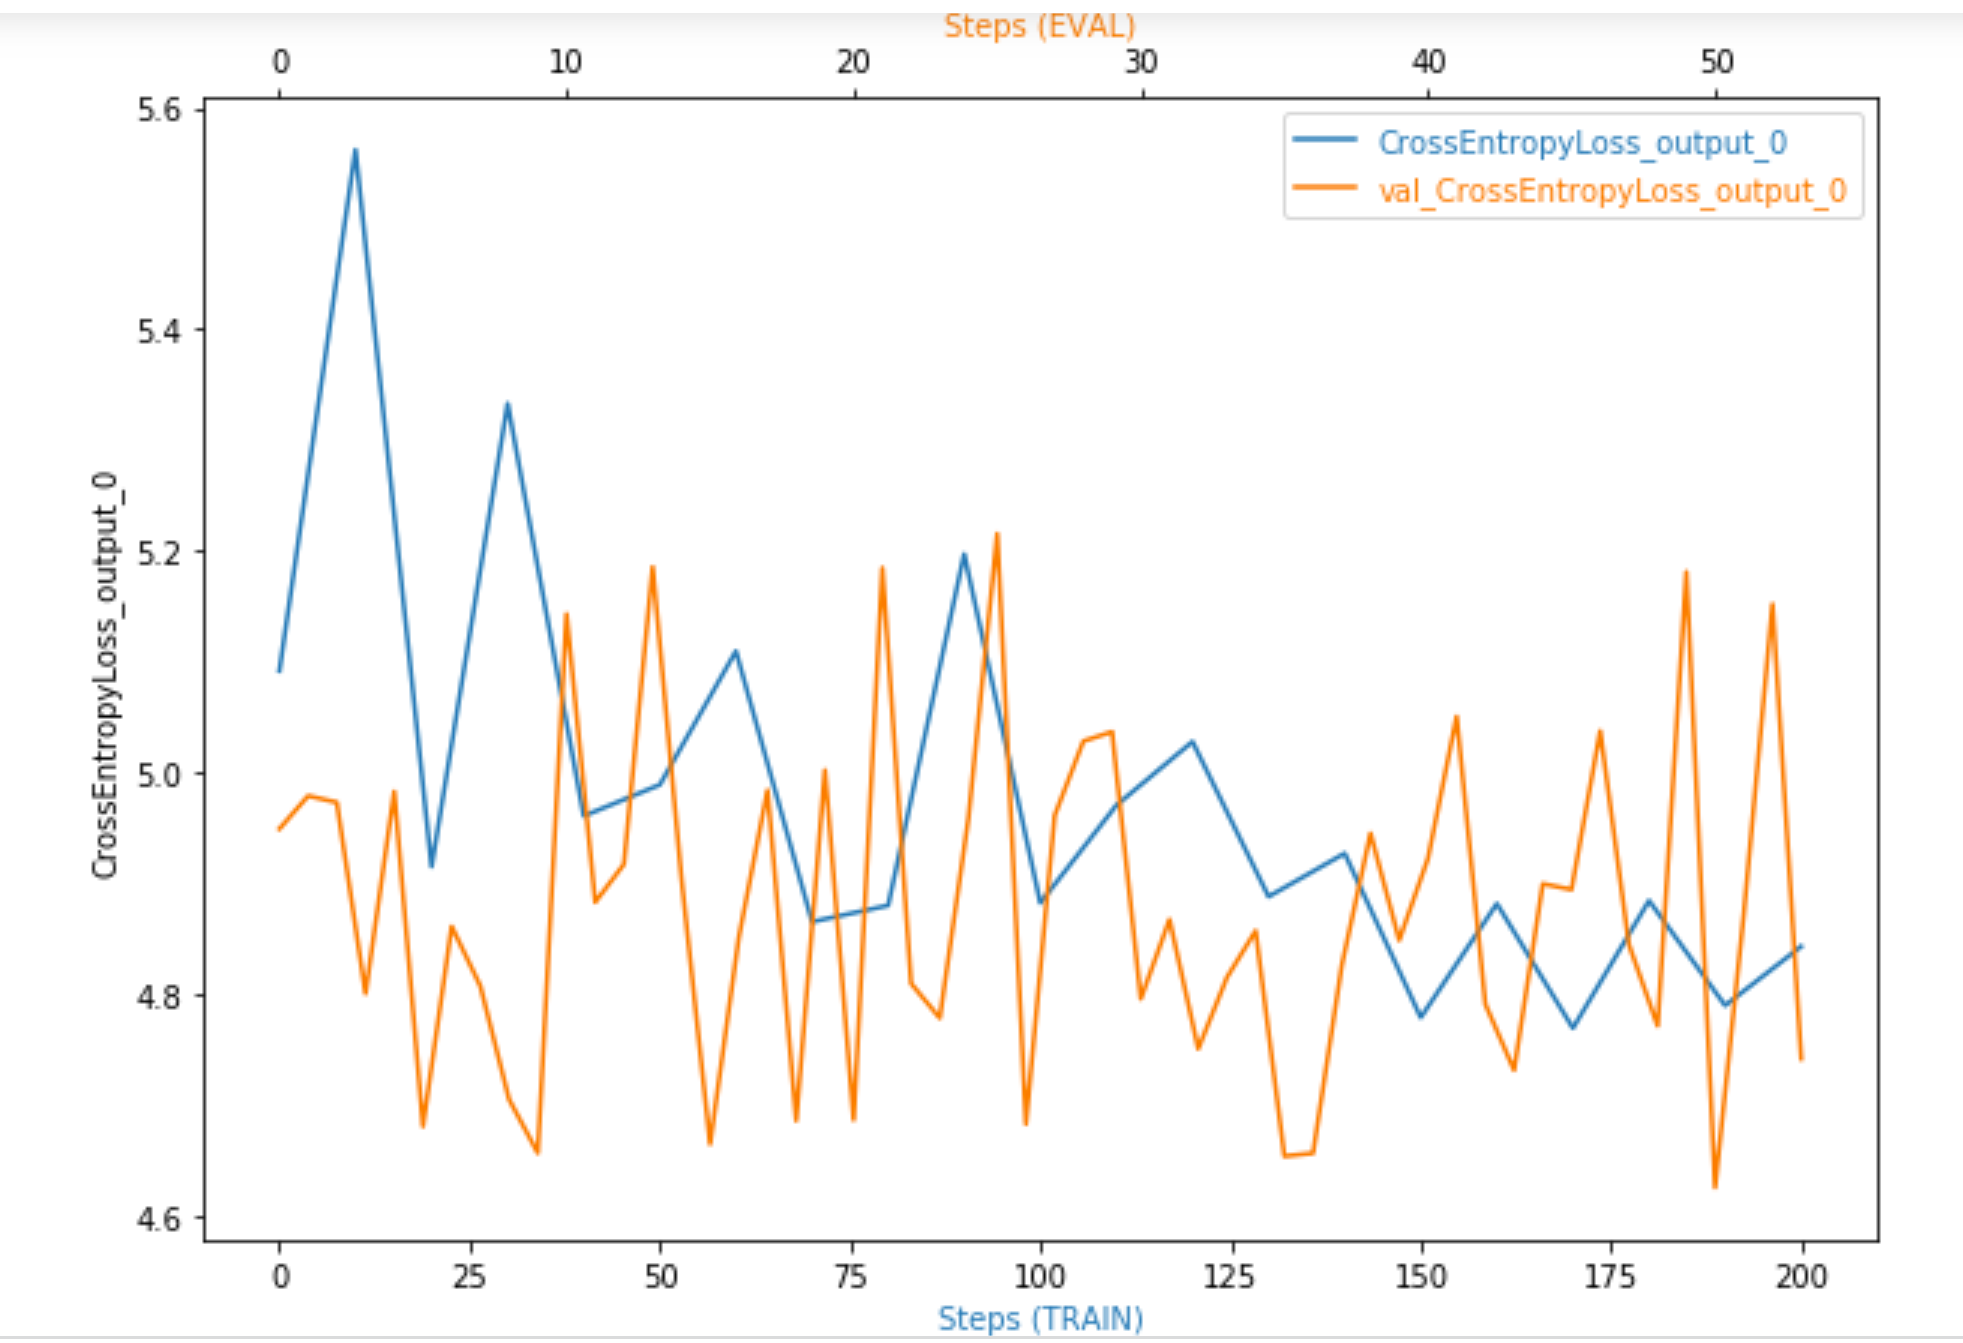 Steps (EVAL)
0 10 20 30 40 50
CrossEntropyLoss_output_0
val_CrossEntropyLoss_output_0
5.6
5.4
5.2
5.0
4.8
4.6
CrossEntropyLoss_output_0
0 25 50 75 100 125 150 175 200
Steps (TRAIN)